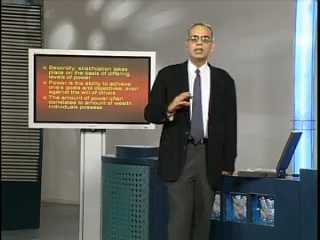 Secondly, stratification takes
place on the basis of differing
levels of power
Power is the ability to achieve
one's goals and objectives, even
against the will of others
The amount of power often
correlates to amount of wealth
individuals possess